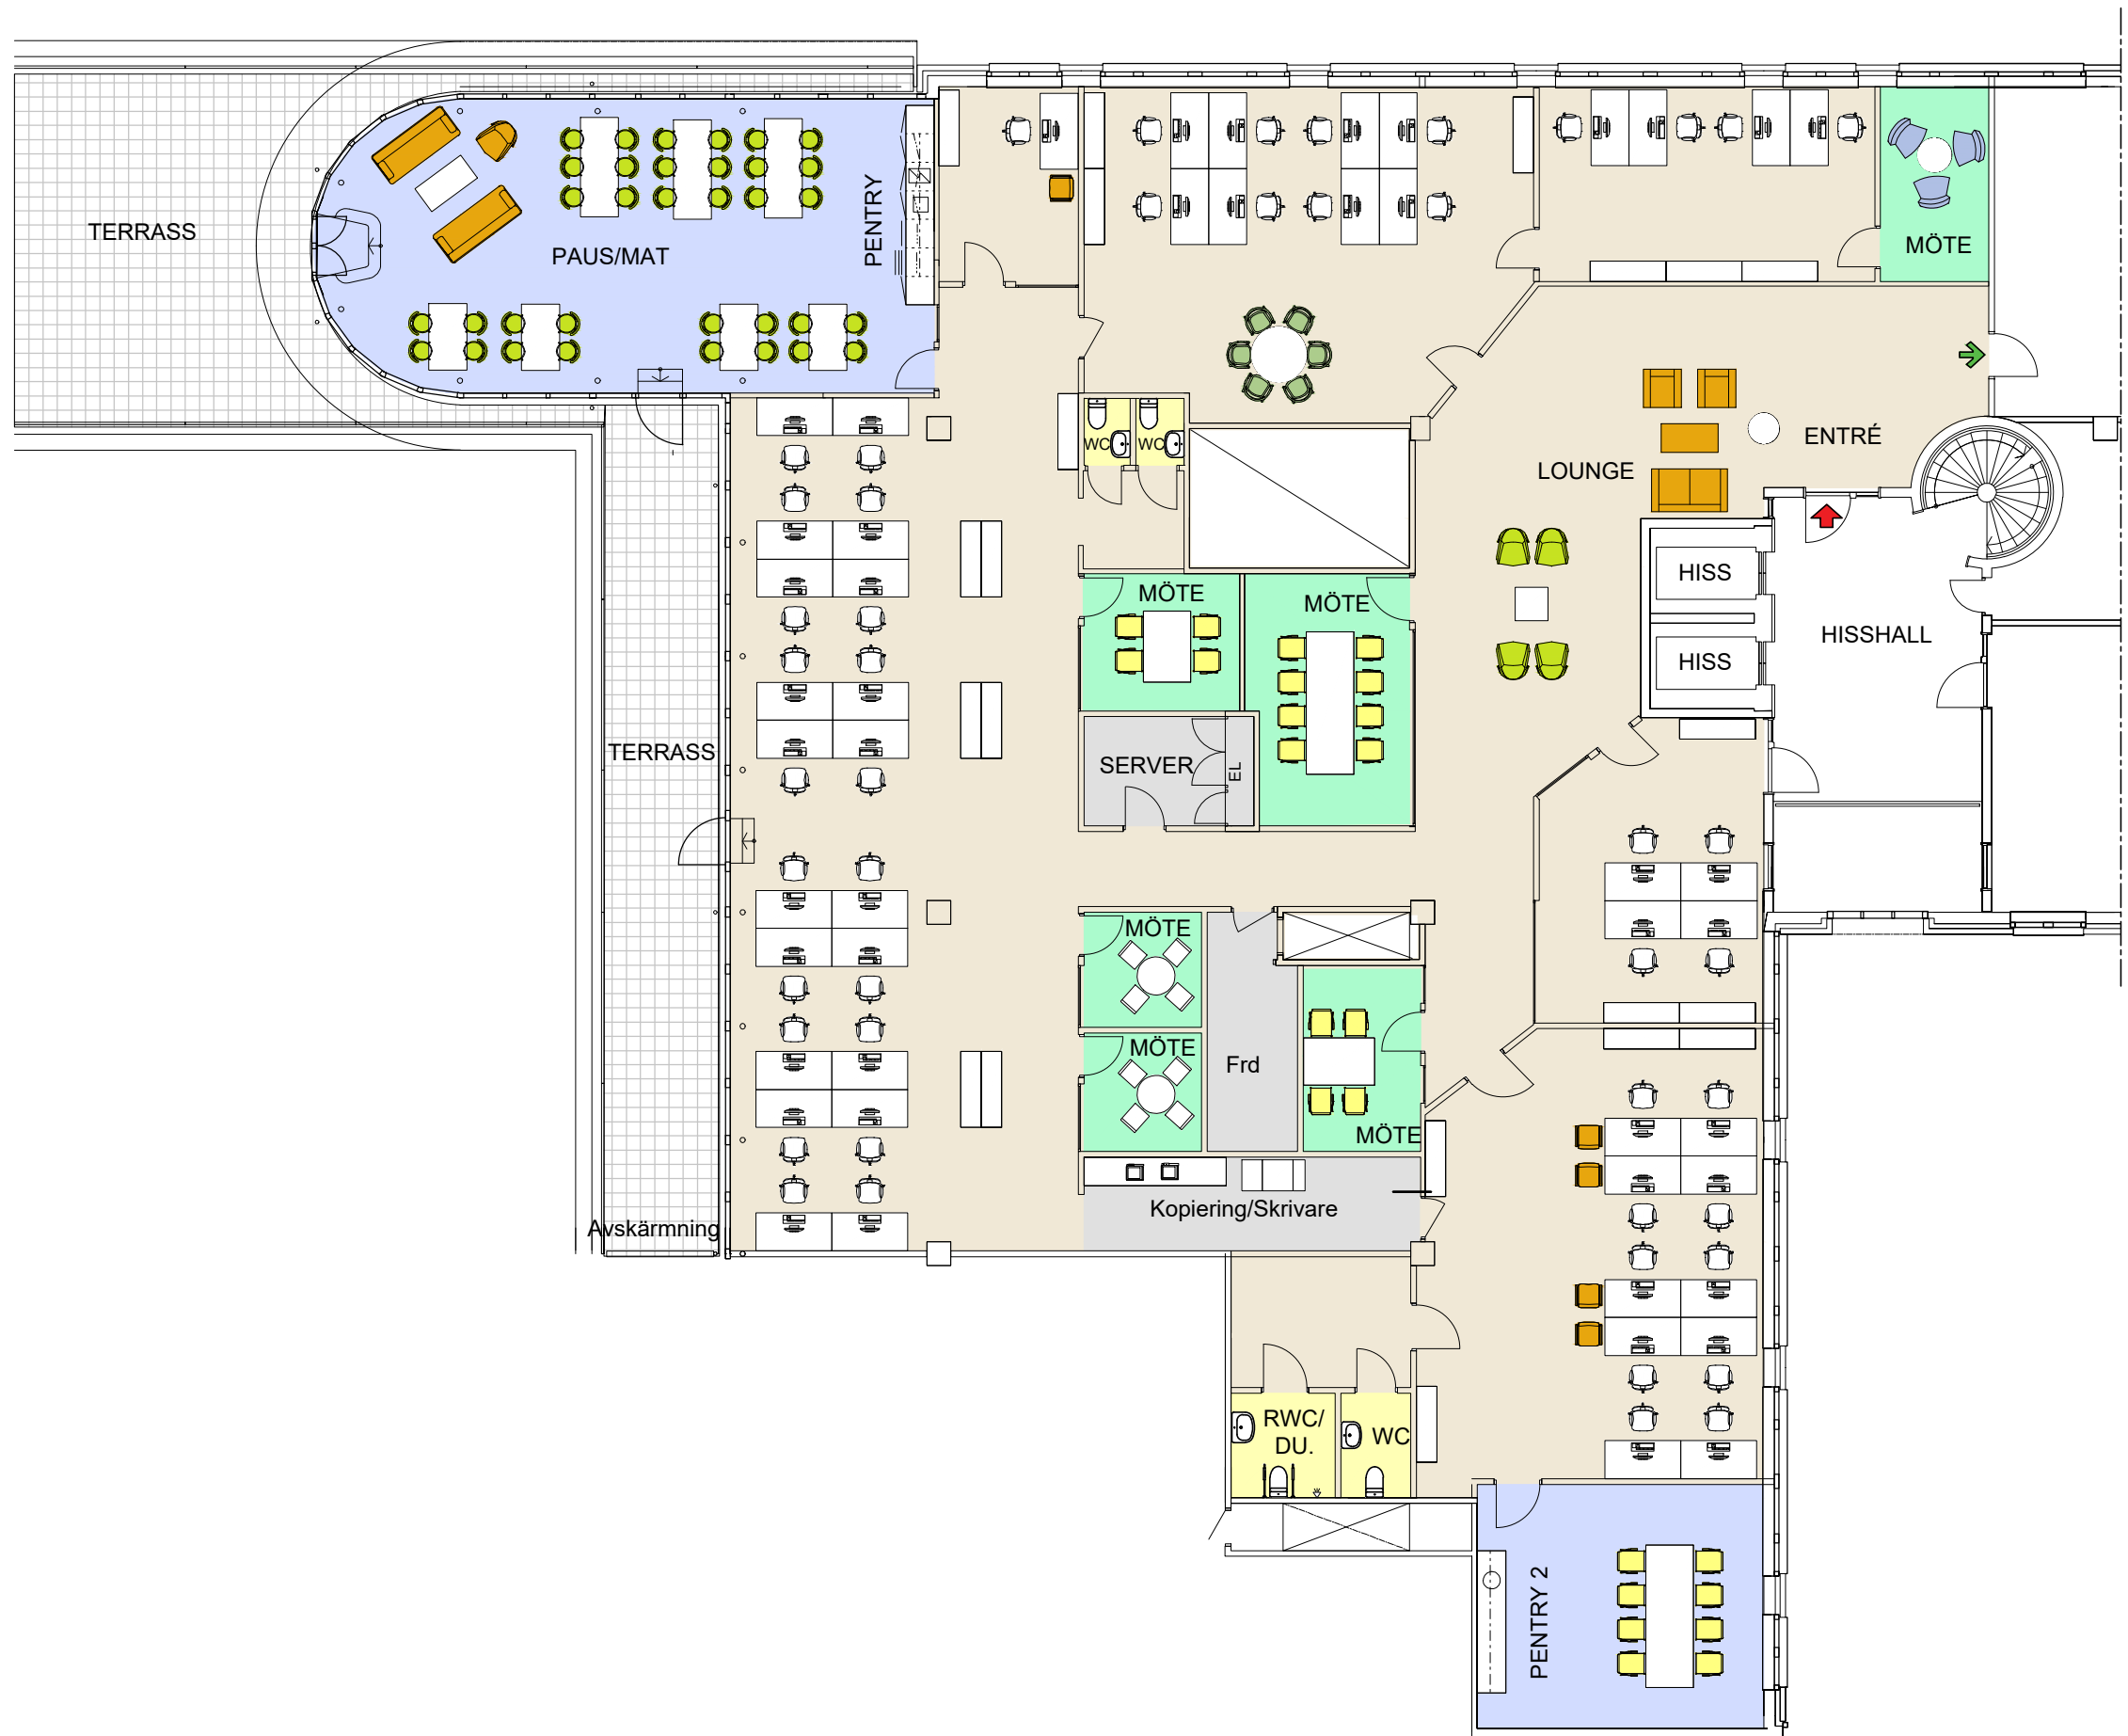 TERRASS
PAUS/MAT
PENTRY
MÖTE
WC
WC
ENTRÉ
LOUNGE
HISS
HISS
HISSHALL
MÖTE
MÖTE
SERVER
EL
TERRASS
MÖTE
MÖTE
Frd
MÖTE
Kopiering/Skrivare
Avskärmning
RWC/
DU.
WC
PENTRY 2